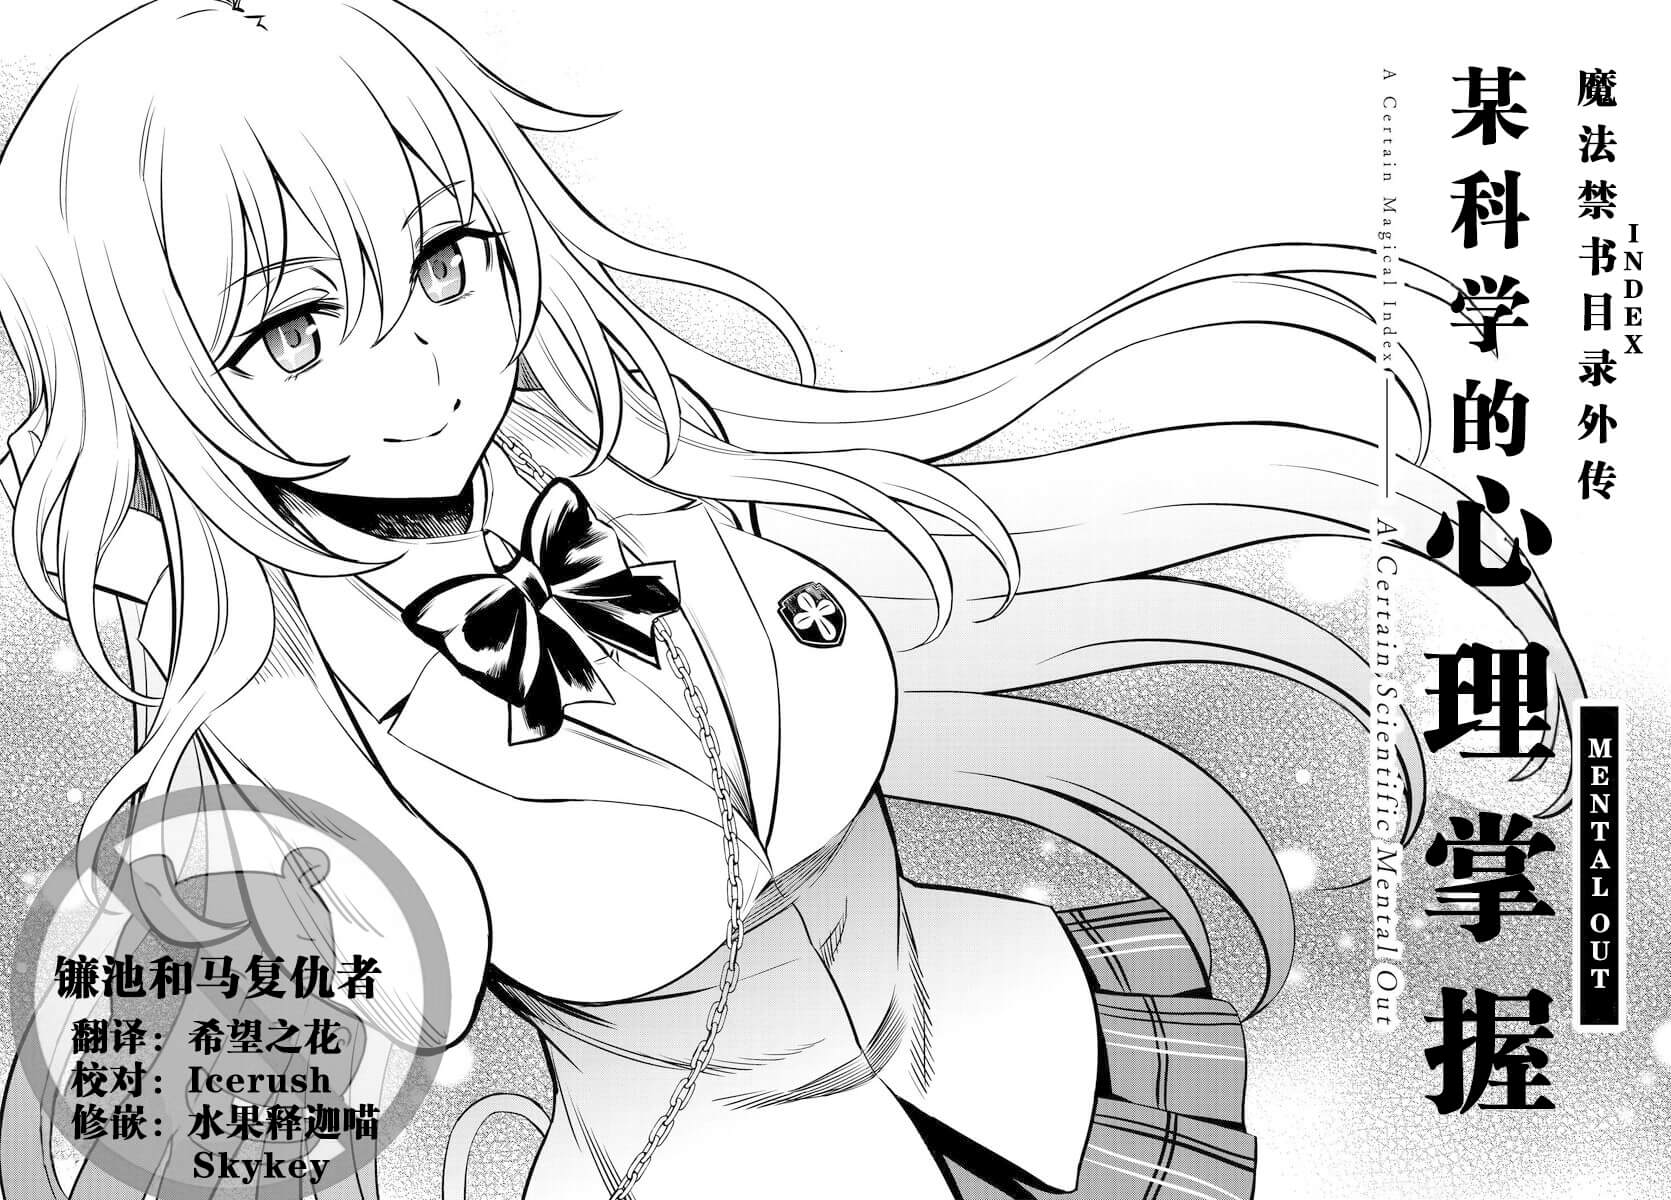 魔法禁书目录外传
INDEX
某科学的心理掌握
MENTAL OUT
A Certain Magical Index
A Certain Scientific Mental Out
镰池和马复仇者
翻译：希望之花
校对：Icerush
修嵌：水果释迦喵
Skykey